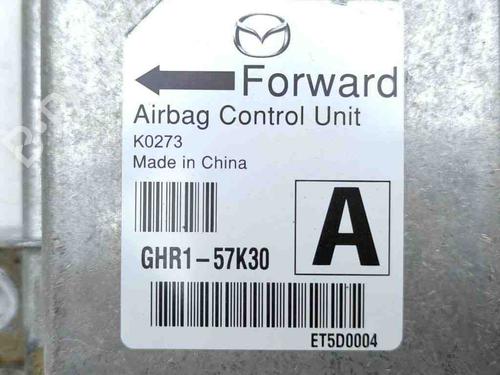 Forward
Airbag Control Unit
K0273
Made in China
A
GHR1-57K30
ET5D0004